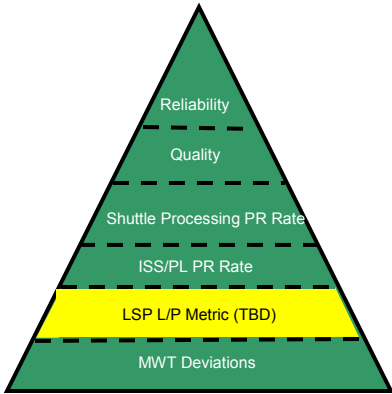 Reliability
Quality
Shuttle Processing PR Rate
ISS/PL PR Rate
LSP L/P Metric (TBD)
MWT Deviations